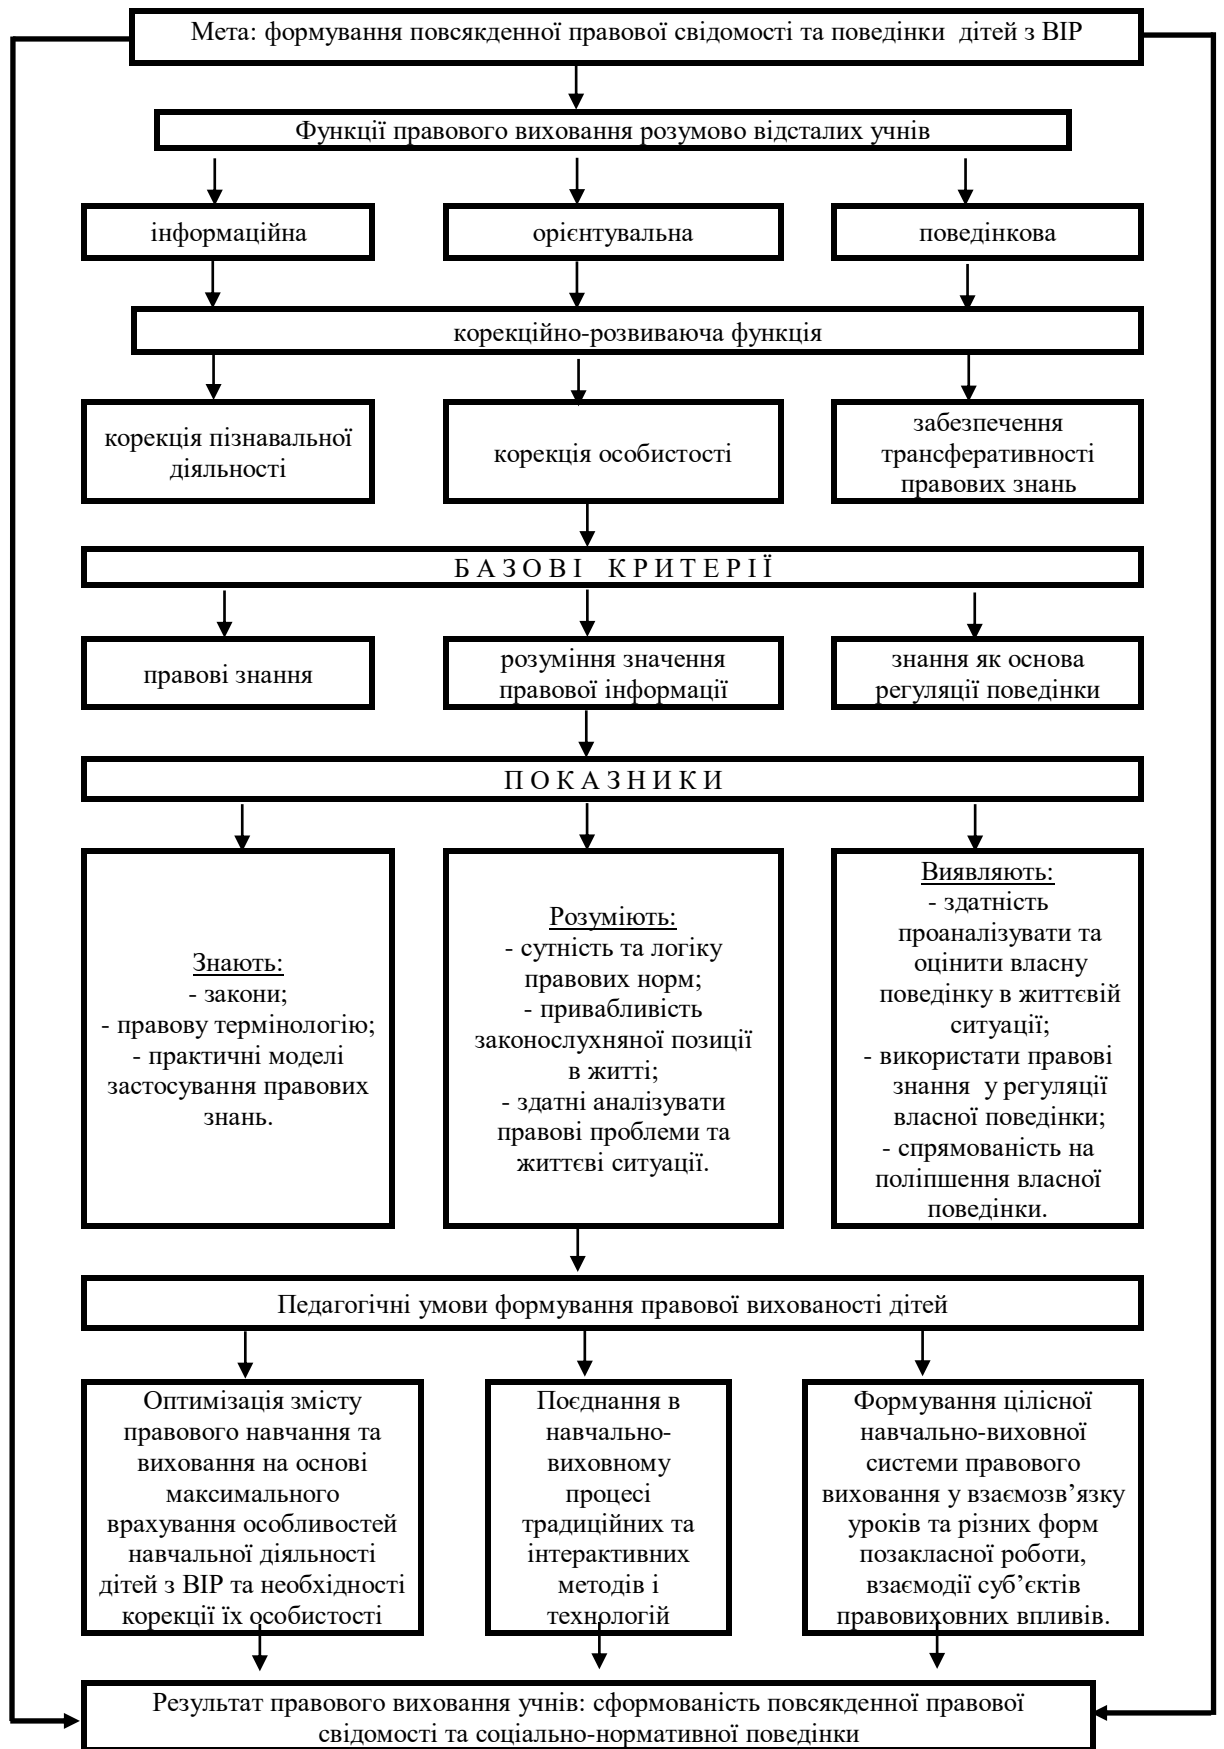 Мета: формування повсякденної правової свідомості та поведінки дітей з ВІР
Функції правового виховання розумово відсталих учнів
інформаційна
орієнтувальна
поведінкова
корекційно-розвиваюча функція
корекція пізнавальної
діяльності
корекція особистості
забезпечення
трансферативності
правових знань
Б А З О В І К Р И Т Е Р І Ї
правові знання
розуміння значення
правової інформації
знання як основа
регуляції поведінки
П О К А З Н И К И
Знають:
- закони;
- правову термінологію;
- практичні моделі
застосування правових
знань.
Розуміють:
- сутність та логіку
правових норм;
- привабливість
законослухняної позиції
в житті;
- здатні аналізувати
правові проблеми та
життєві ситуації.
Виявляють:
- здатність
проаналізувати та
оцінити власну
поведінку в життєвій
ситуації;
- використати правові
знання у регуляції
власної поведінки;
- спрямованість на
поліпшення власної
поведінки.
Педагогічні умови формування правової вихованості дітей
Оптимізація змісту
правового навчання та
виховання на основі
максимального
врахування особливостей
навчальної діяльності
дітей з ВІР та необхідності
корекції їх особистості
Поєднання в
навчально-
виховному
процесі
традиційних та
інтерактивних
методів і
технологій
Формування цілісної
навчально-виховної
системи правового
виховання у взаємозв’язку
уроків та різних форм
позакласної роботи,
взаємодії суб’єктів
правовиховних впливів.
Результат правового виховання учнів: сформованість повсякденної правової
свідомості та соціально-нормативної поведінки